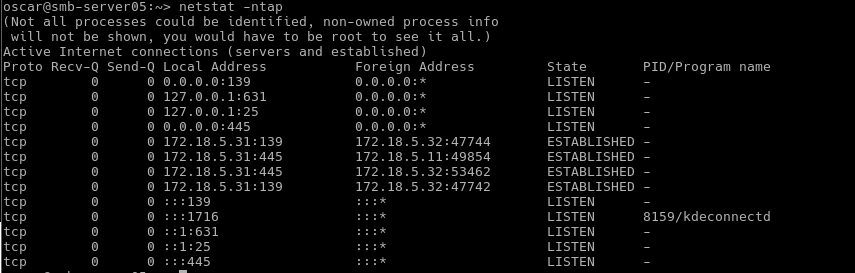 oscar@smb-server05:~> netstat -ntap
(Not all processes could be identified, non-owned process info
 will not be shown, you would have to be root to see it all.)
Active Internet connections (servers and established)
Proto Recv-Q Send-Q Local Address           Foreign Address         State       PID/Program name
tcp        0      0 0.0.0.0:139             0.0.0.0:*               LISTEN      -
tcp        0      0 127.0.0.1:631           0.0.0.0:*               LISTEN      -
tcp        0      0 127.0.0.1:25            0.0.0.0:*               LISTEN      -
tcp        0      0 0.0.0.0:445             0.0.0.0:*               LISTEN      -
tcp        0      0 172.18.5.31:139         172.18.5.32:47744       ESTABLISHED -
tcp        0      0 172.18.5.31:445         172.18.5.11:49854       ESTABLISHED -
tcp        0      0 172.18.5.31:445         172.18.5.32:53462       ESTABLISHED -
tcp        0      0 172.18.5.31:139         172.18.5.32:47742       ESTABLISHED -
tcp        0      0 :::139                  :::*                    LISTEN      -
tcp        0      0 :::1716                 :::*                    LISTEN      8159/kdeconnectd
tcp        0      0 ::1:631                 :::*                    LISTEN      -
tcp        0      0 ::1:25                  :::*                    LISTEN      -
tcp        0      0 :::445                  :::*                    LISTEN      -